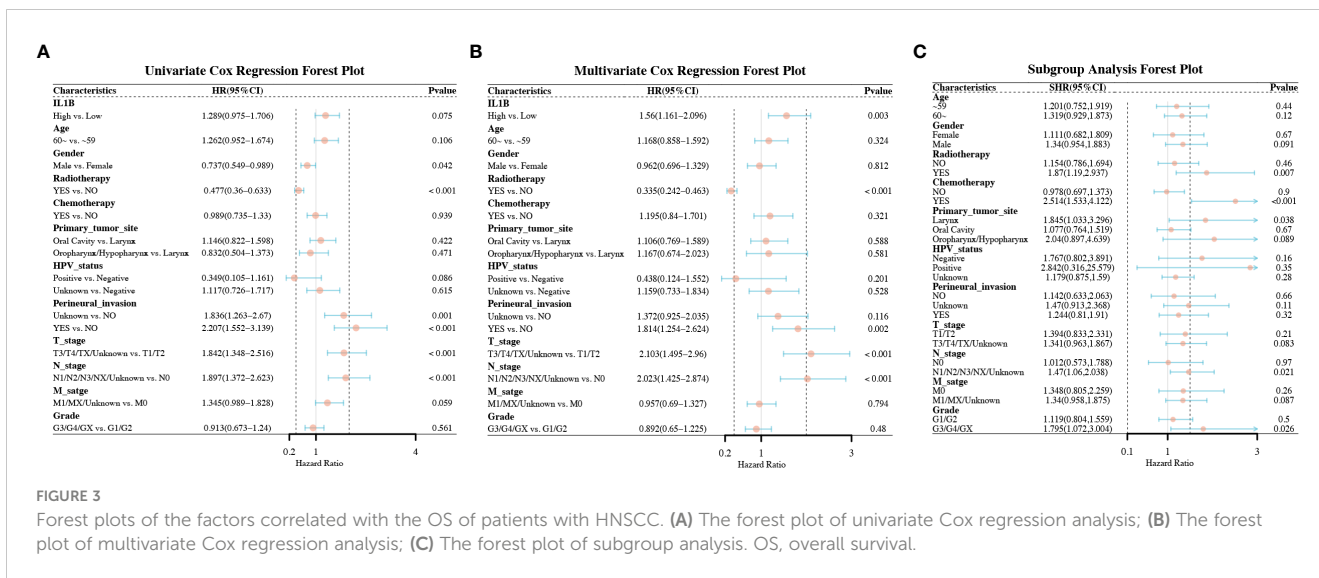 A
Univariate Cox Regression Forest Plot
Characteristics HR(95%CI) Pvalue
IL1B
High vs. Low 1.289(0.975−1.706) 0.075
Age
60~ vs. ~59 1.262(0.952−1.674) 0.106
Gender
Male vs. Female 0.737(0.549−0.989) 0.042
Radiotherapy
YES vs. NO 0.477(0.36−0.633) < 0.001
Chemotherapy
YES vs. NO 0.989(0.735−1.33) 0.939
Primary_tumor_site
Oral Cavity vs. Larynx 1.146(0.822−1.598) 0.422
Oropharynx/Hypopharynx vs. Larynx 0.832(0.504−1.373) 0.471
HPV_status
Positive vs. Negative 0.349(0.105−1.161) 0.086
Unknown vs. Negative 1.117(0.726−1.717) 0.615
Perineural_invasion
Unknown vs. NO 1.836(1.263−2.67) 0.001
YES vs. NO 2.207(1.552−3.139) < 0.001
T_stage
T3/T4/TX/Unknown vs. T1/T2 1.842(1.348−2.516) < 0.001
N_stage
N1/N2/N3/NX/Unknown vs. N0 1.897(1.372−2.623) < 0.001
M_satge
M1/MX/Unknown vs. M0 1.345(0.989−1.828) 0.059
Grade
G3/G4/GX vs. G1/G2 0.913(0.673−1.24) 0.561
0.2 1 4
Hazard Ratio
B
Multivariate Cox Regression Forest Plot
Characteristics HR(95%CI) Pvalue
IL1B
High vs. Low 1.56(1.161−2.096) 0.003
Age
60~ vs. ~59 1.168(0.858−1.592) 0.324
Gender
Male vs. Female 0.962(0.696−1.329) 0.812
Radiotherapy
YES vs. NO 0.335(0.242−0.463) < 0.001
Chemotherapy
YES vs. NO 1.195(0.84−1.701) 0.321
Primary_tumor_site
Oral Cavity vs. Larynx 1.106(0.769−1.589) 0.588
Oropharynx/Hypopharynx vs. Larynx 1.167(0.674−2.023) 0.581
HPV_status
Positive vs. Negative 0.438(0.124−1.552) 0.201
Unknown vs. Negative 1.159(0.733−1.834) 0.528
Perineural_invasion
Unknown vs. NO 1.372(0.925−2.035) 0.116
YES vs. NO 1.814(1.254−2.624) 0.002
T_stage
T3/T4/TX/Unknown vs. T1/T2 2.103(1.495−2.96) < 0.001
N_stage
N1/N2/N3/NX/Unknown vs. N0 2.023(1.425−2.874) < 0.001
M_satge
M1/MX/Unknown vs. M0 0.957(0.69−1.327) 0.794
Grade
G3/G4/GX vs. G1/G2 0.892(0.65−1.225) 0.48
0.2 1 3
Hazard Ratio
C
Subgroup Analysis Forest Plot
Characteristics SHR(95%CI) Pvalue
Age
~59 1.201(0.752,1.919) 0.44
60~ 1.319(0.929,1.873) 0.12
Gender
Female 1.111(0.682,1.809) 0.67
Male 1.34(0.954,1.883) 0.091
Radiotherapy
NO 1.154(0.786,1.694) 0.46
YES 1.87(1.19,2.937) 0.007
Chemotherapy
NO 0.978(0.697,1.373) 0.9
YES 2.514(1.533,4.122) <0.001
Primary_tumor_site
Larynx 1.845(1.033,3.296) 0.038
Oral Cavity 1.077(0.764,1.519) 0.67
Oropharynx/Hypopharynx 2.04(0.897,4.639) 0.089
HPV_status
Negative 1.767(0.802,3.891) 0.16
Positive 2.842(0.316,25.579) 0.35
Unknown 1.179(0.875,1.59) 0.28
Perineural_invasion
NO 1.142(0.633,2.063) 0.66
Unknown 1.47(0.913,2.368) 0.11
YES 1.244(0.81,1.91) 0.32
T_stage
T1/T2 1.394(0.833,2.331) 0.21
T3/T4/TX/Unknown 1.341(0.963,1.867) 0.083
N_stage
N0 1.012(0.573,1.788) 0.97
N1/N2/N3/NX/Unknown 1.47(1.06,2.038) 0.021
M_satge
M0 1.348(0.805,2.259) 0.26
M1/MX/Unknown 1.34(0.958,1.875) 0.087
Grade
G1/G2 1.119(0.804,1.559) 0.5
G3/G4/GX 1.795(1.072,3.004) 0.026
0.1 1 3
Hazard Ratio
FIGURE 3
Forest plots of the factors correlated with the OS of patients with HNSCC. (A) The forest plot of univariate Cox regression analysis; (B) The forest
plot of multivariate Cox regression analysis; (C) The forest plot of subgroup analysis. OS, overall survival.